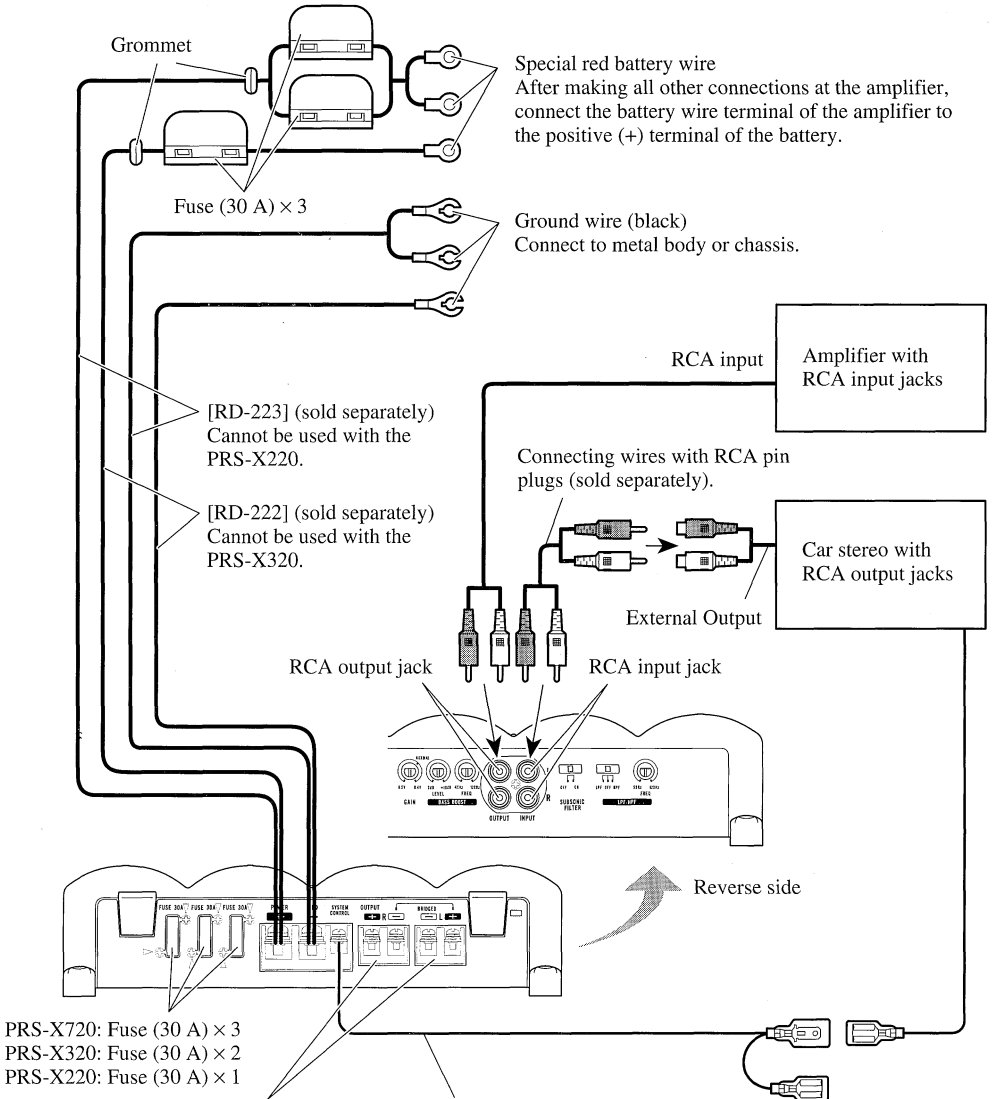 Grommet
Special red battery wire
After making all other connections at the amplifier,
connect the battery wire terminal of the amplifier to
the positive (+) terminal of the battery.
Fuse (30 A) × 3
Ground wire (black)
Connect to metal body or chassis.
RCA input
Amplifier with
RCA input jacks
[RD-223] (sold separately)
Cannot be used with the
PRS-X220.
Connecting wires with RCA pin
plugs (sold separately).
[RD-222] (sold separately)
Cannot be used with the
PRS-X320.
Car stereo with
RCA output jacks
External Output
RCA output jack
RCA input jack
GAIN
LEVEL
FREQ
BASS BOOST
OUTPUT
INPUT
R
SUBSONIC
FILTER
FREQ
LPF/HPF
Reverse side
FUSE 30A
FUSE 30A
FUSE 30A
SYSTEM
CONTROL
OUTPUT
R
BRIDGED
L
PRS-X720: Fuse (30 A) × 3
PRS-X320: Fuse (30 A) × 2
PRS-X220: Fuse (30 A) × 1